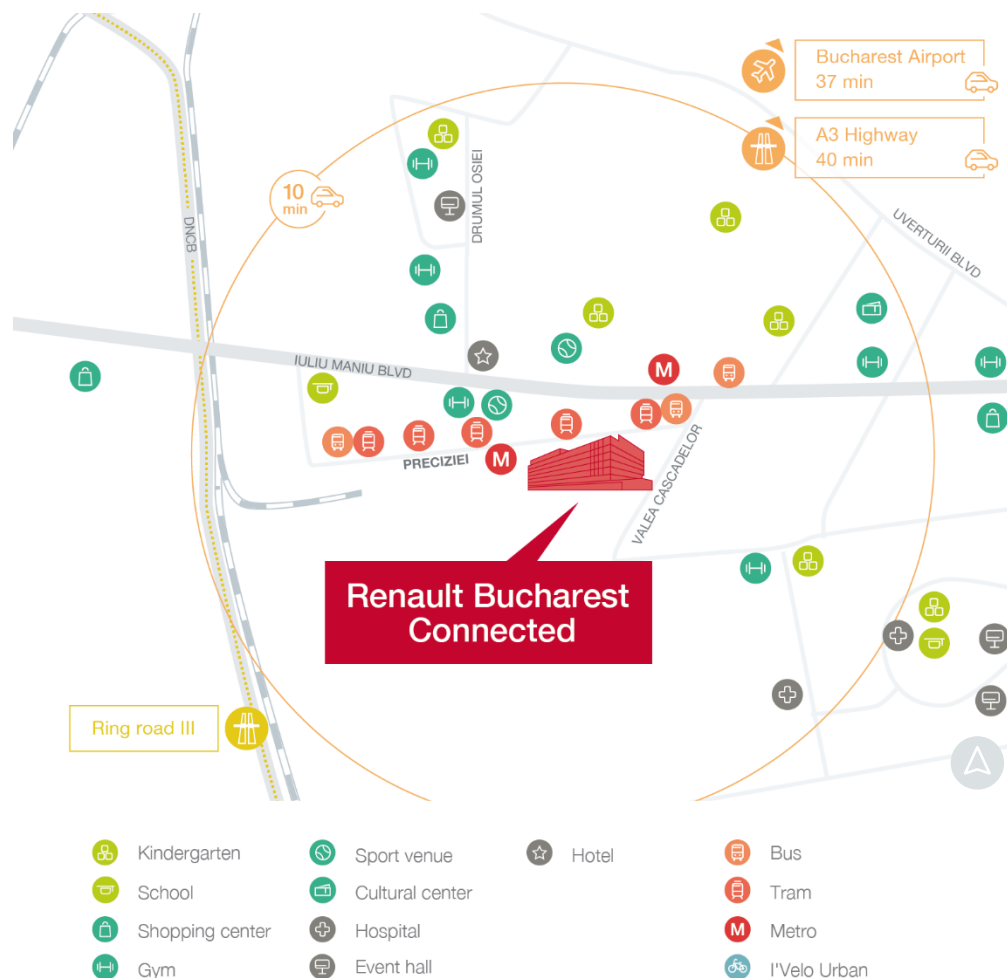 Bucharest Airport
37 min
A3 Highway
40 min
10
min
DRUMUL OSIEI
DNCB
UVERTURII BLVD
IULIU MANIU BLVD
M
PRECIZIEI
M
VALEA CASCADELOR
Renault Bucharest
Connected
Ring road III
Kindergarten
Sport venue
Hotel
Bus
School
Cultural center
Tram
Shopping center
Hospital
M Metro
Gym
Event hall
I'Velo Urban